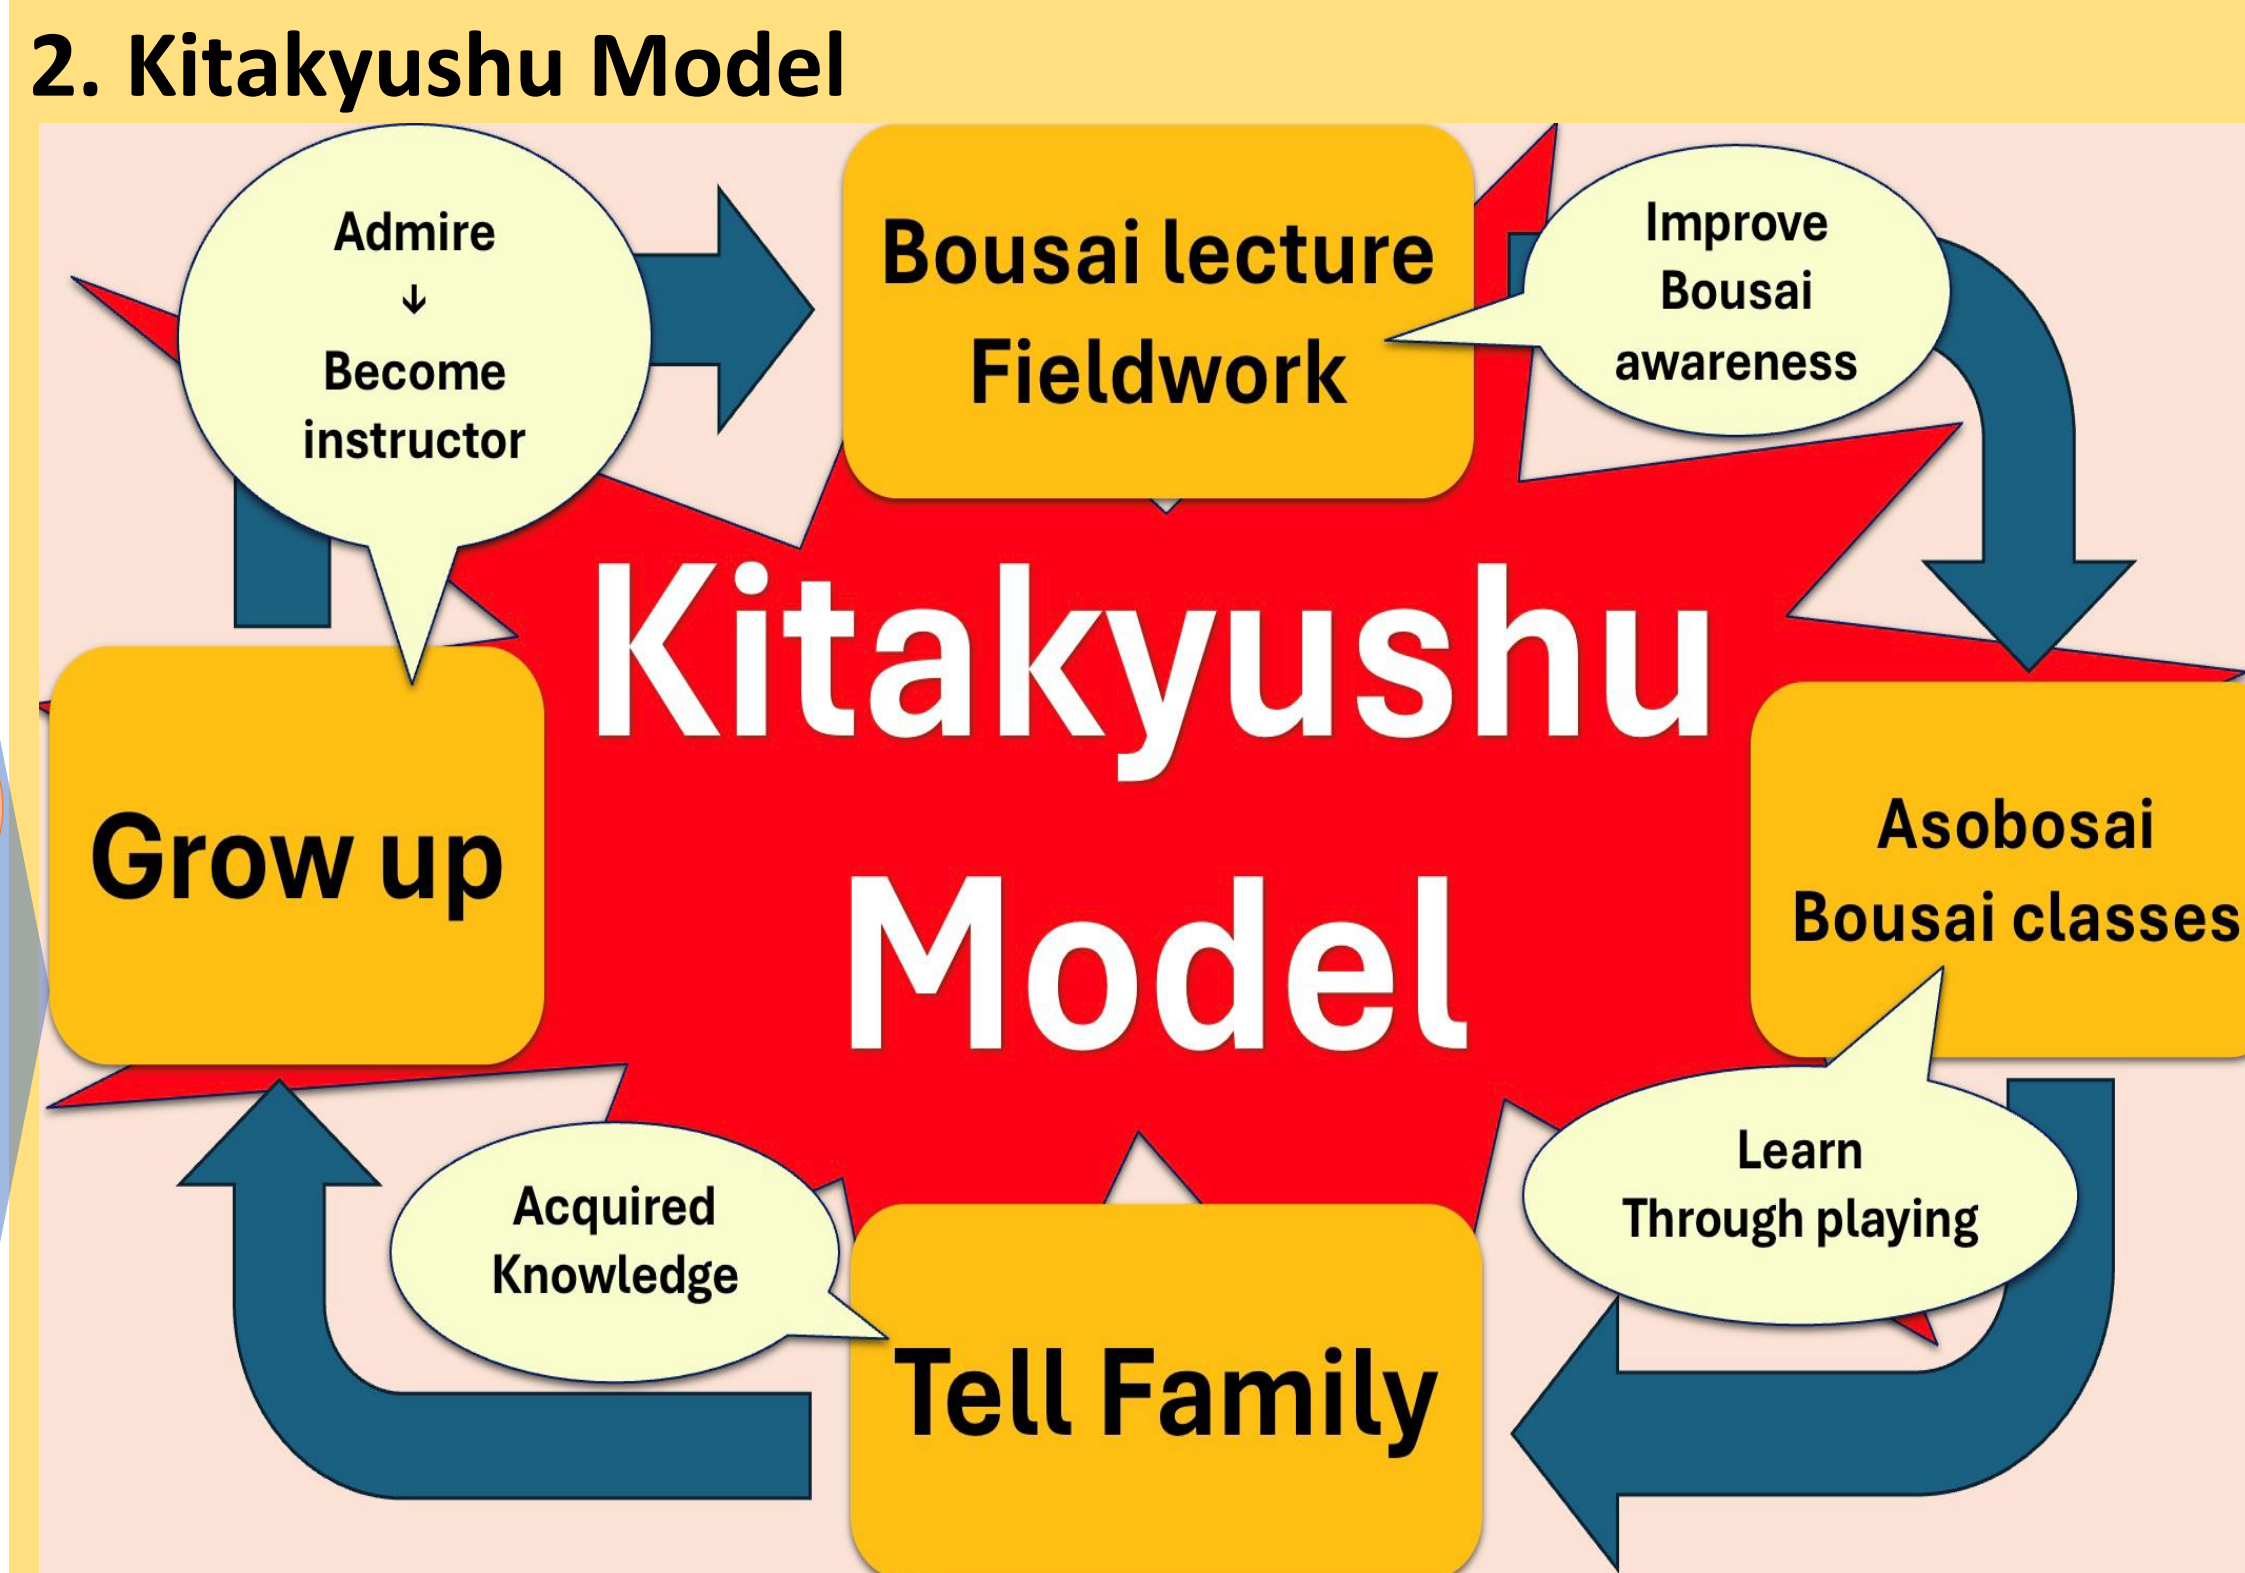 2. Kitakyushu Model
Admire
↓
Become
instructor
Bousai lecture
Fieldwork
Improve
Bousai
awareness
Kitakyushu
Model
Grow up
Asobosai
Bousai classes
Learn
Through playing
Acquired
Knowledge
Tell Family